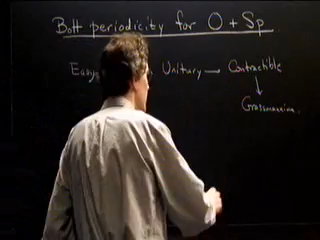 Bott periodicity for O + Sp
Easy Unitary → Contractible
↓
Grassmannian.